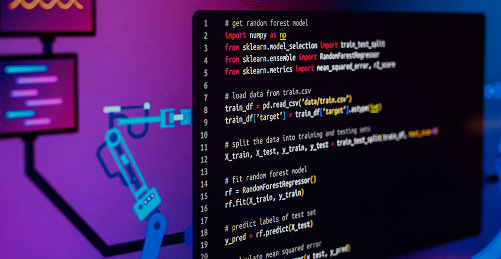 1 # get random forest model
2 import numpy as np
3 from sklearn.model_selection import train_test_split
4 from sklearn.ensemble import RandomForestRegressor
5 from sklearn.metrics import mean_squared_error, r2_score
6
7 # load data from train.csv
8 train_df = pd.read_csv("data/train.csv")
9 train_df['target'] = train_df['target'].astype(int)
10
11 # split the data into training and testing sets
12 X_train, X_test, y_train, y_test = train_test_split(train_df,
13
14 # fit random forest model
15 rf = RandomForestRegressor()
16 rf.fit(X_train, y_train)
17
18 # predict labels of test set
19 y_pred = rf.predict(X_test)
20
mean squared error
(y_test, y_pred)